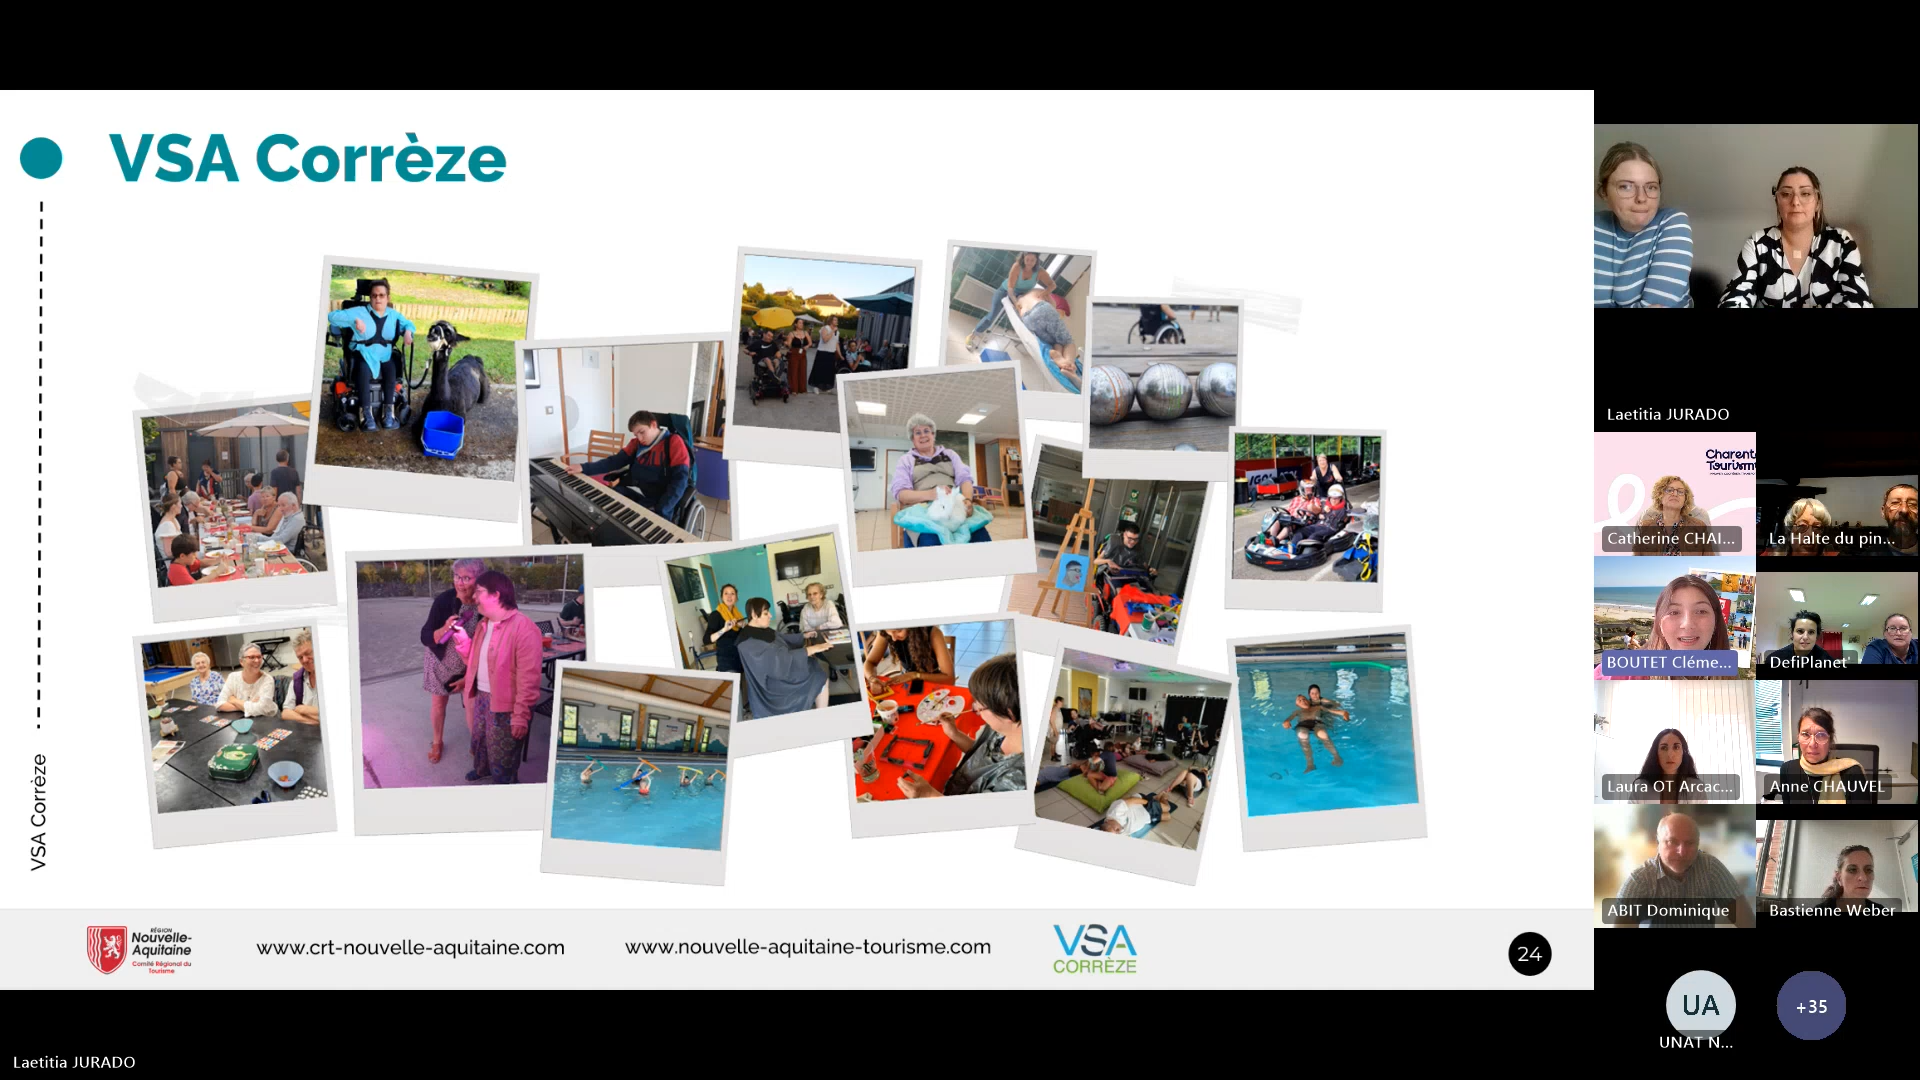 VSA Corrèze
VSA Corrèze
RÉGION
Nouvelle-
Aquitaine
Comité Régional du
Tourisme
www.crt-nouvelle-aquitaine.com
www.nouvelle-aquitaine-tourisme.com
VSA
CORRÈZE
24
Laetitia JURADO
Charent
Tourism
Catherine CHAI...
La Halte du pin...
BOUTET Cléme...
DefiPlanet'
Laura OT Arcac...
Anne CHAUVEL
ABIT Dominique
Bastienne Weber
UA
UNAT N...
+35
Laetitia JURADO